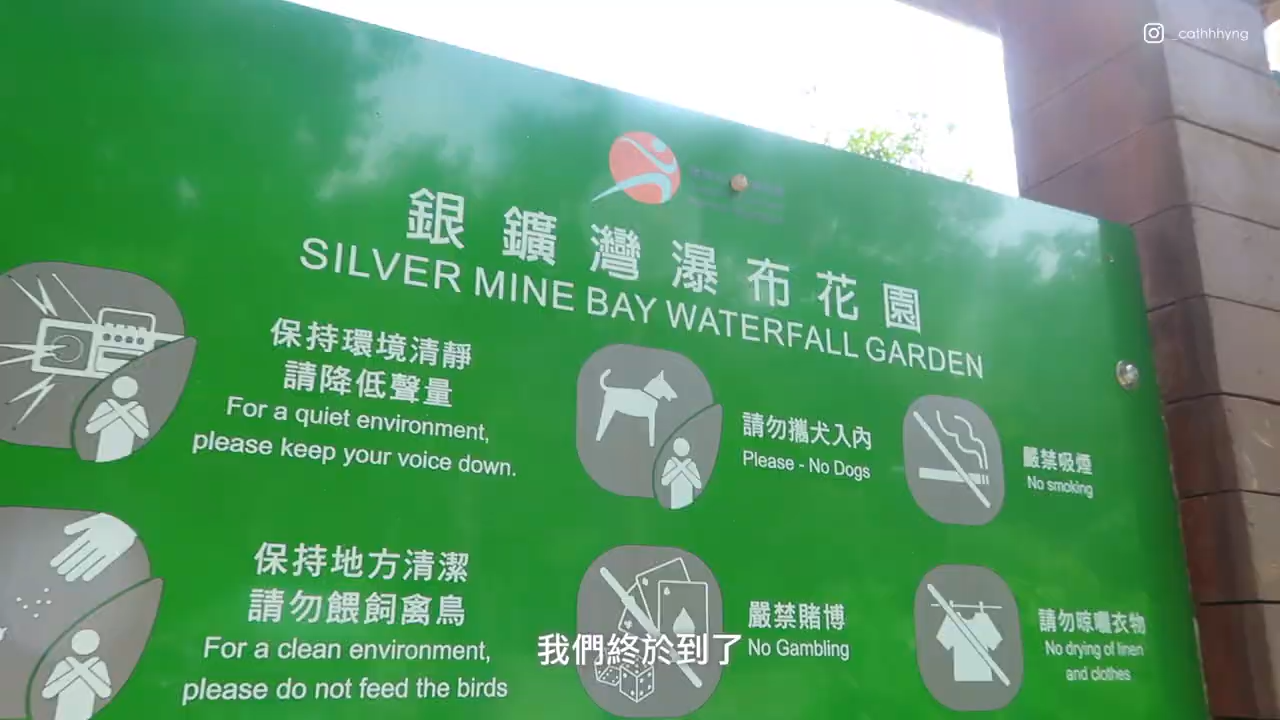 _cathhhyng
銀鑛灣瀑布花園
SILVER MINE BAY WATERFALL GARDEN
保持環境清靜
請降低聲量
For a quiet environment,
please keep your voice down.
請勿攜犬入內
Please - No Dogs
嚴禁吸煙
No smoking
保持地方清潔
請勿餵飼禽鳥
For a clean environment,
please do not feed the birds
嚴禁賭博
No Gambling
請勿晾曬衣物
No drying of linen
and clothes
我們終於到了